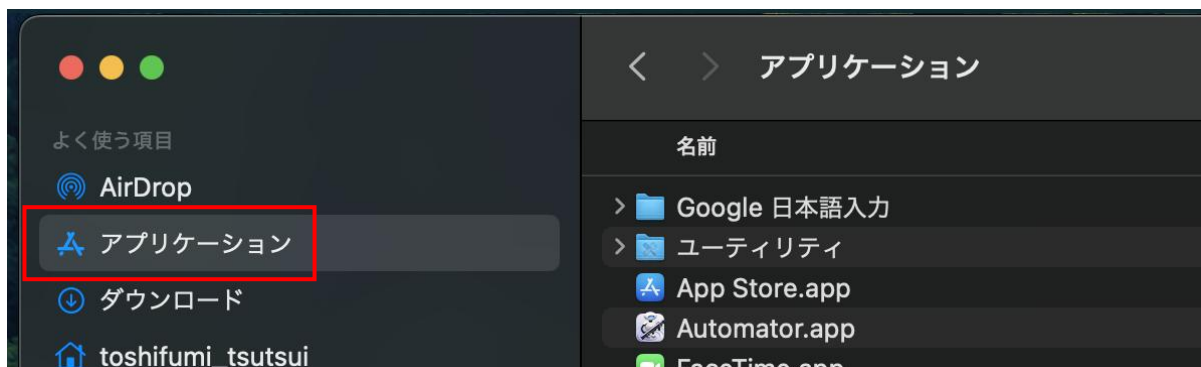 よく使う項目
AirDrop
アプリケーション
ダウンロード
toshifumi_tsutsui
アプリケーション
名前
Google 日本語入力
ユーティリティ
App Store.app
Automator.app
FaceTime.app